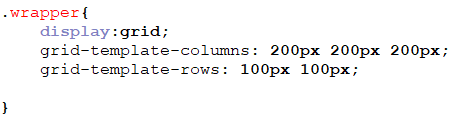 .wrapper{
display:grid;
grid-template-columns: 200px 200px 200px;
grid-template-rows: 100px 100px;
}